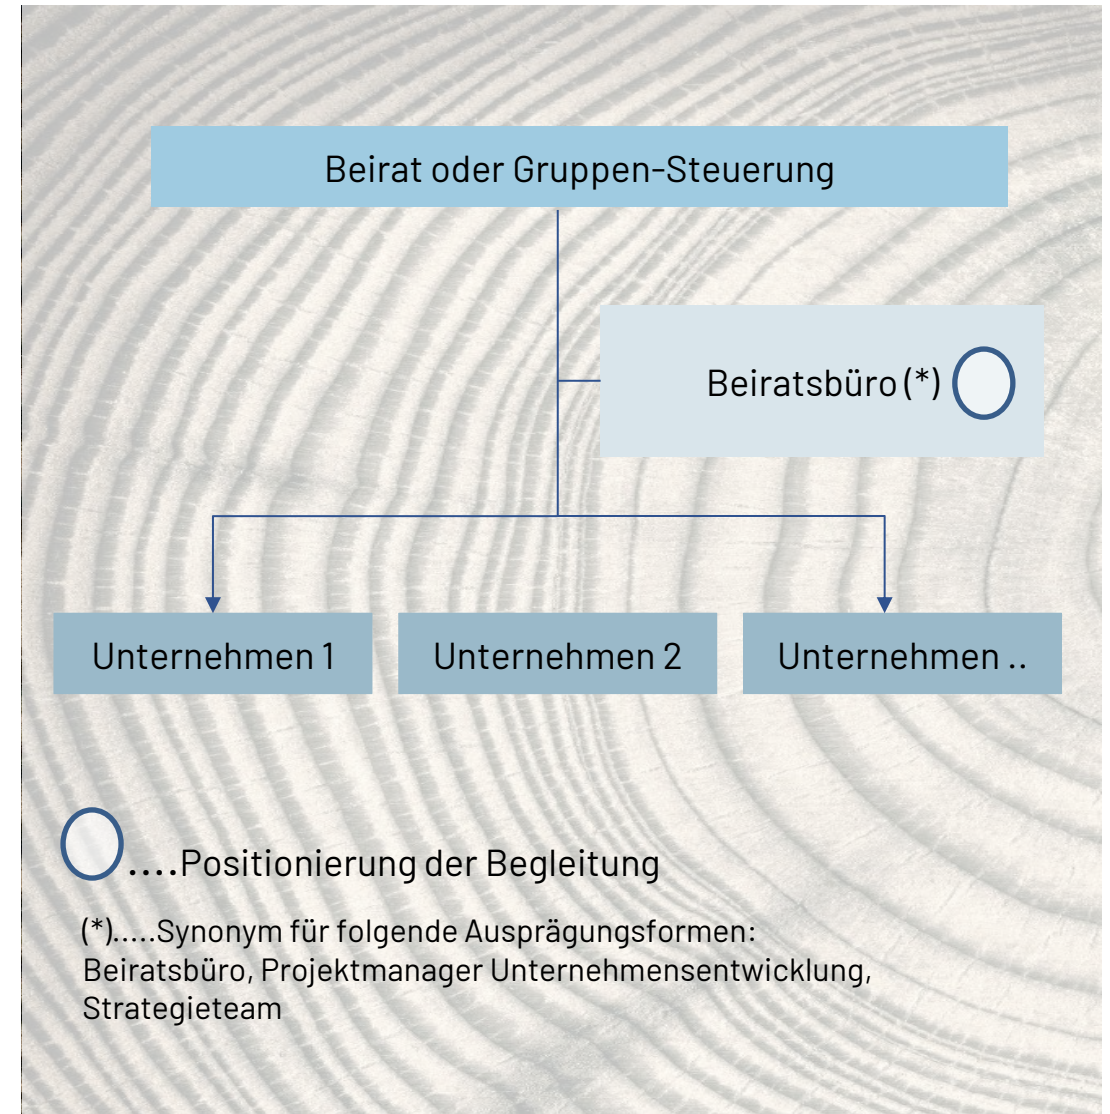 Beirat oder Gruppen-Steuerung
Beiratsbüro (*)
Unternehmen 1
Unternehmen 2
Unternehmen ..
....Positionierung der Begleitung
(*).....Synonym für folgende Ausprägungsformen:
Beiratsbüro, Projektmanager Unternehmensentwicklung,
Strategieteam